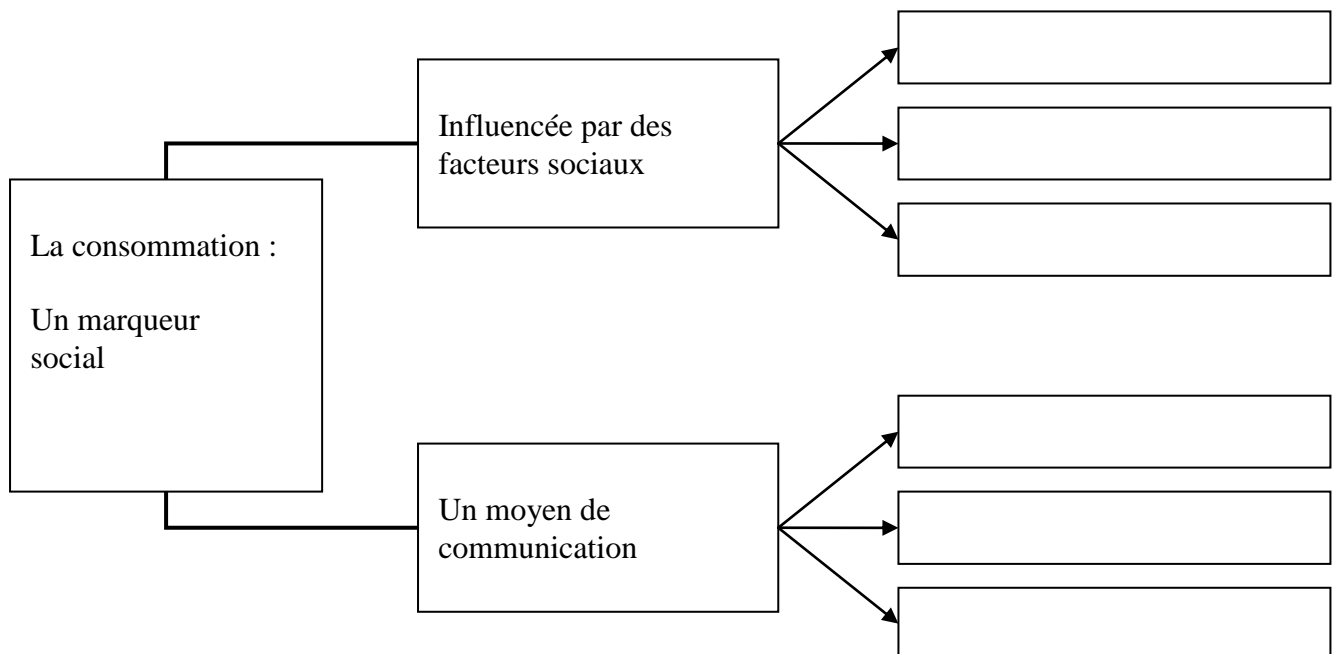 La consommation :
Un marqueur
social
Influencée par des
facteurs sociaux
Un moyen de
communication